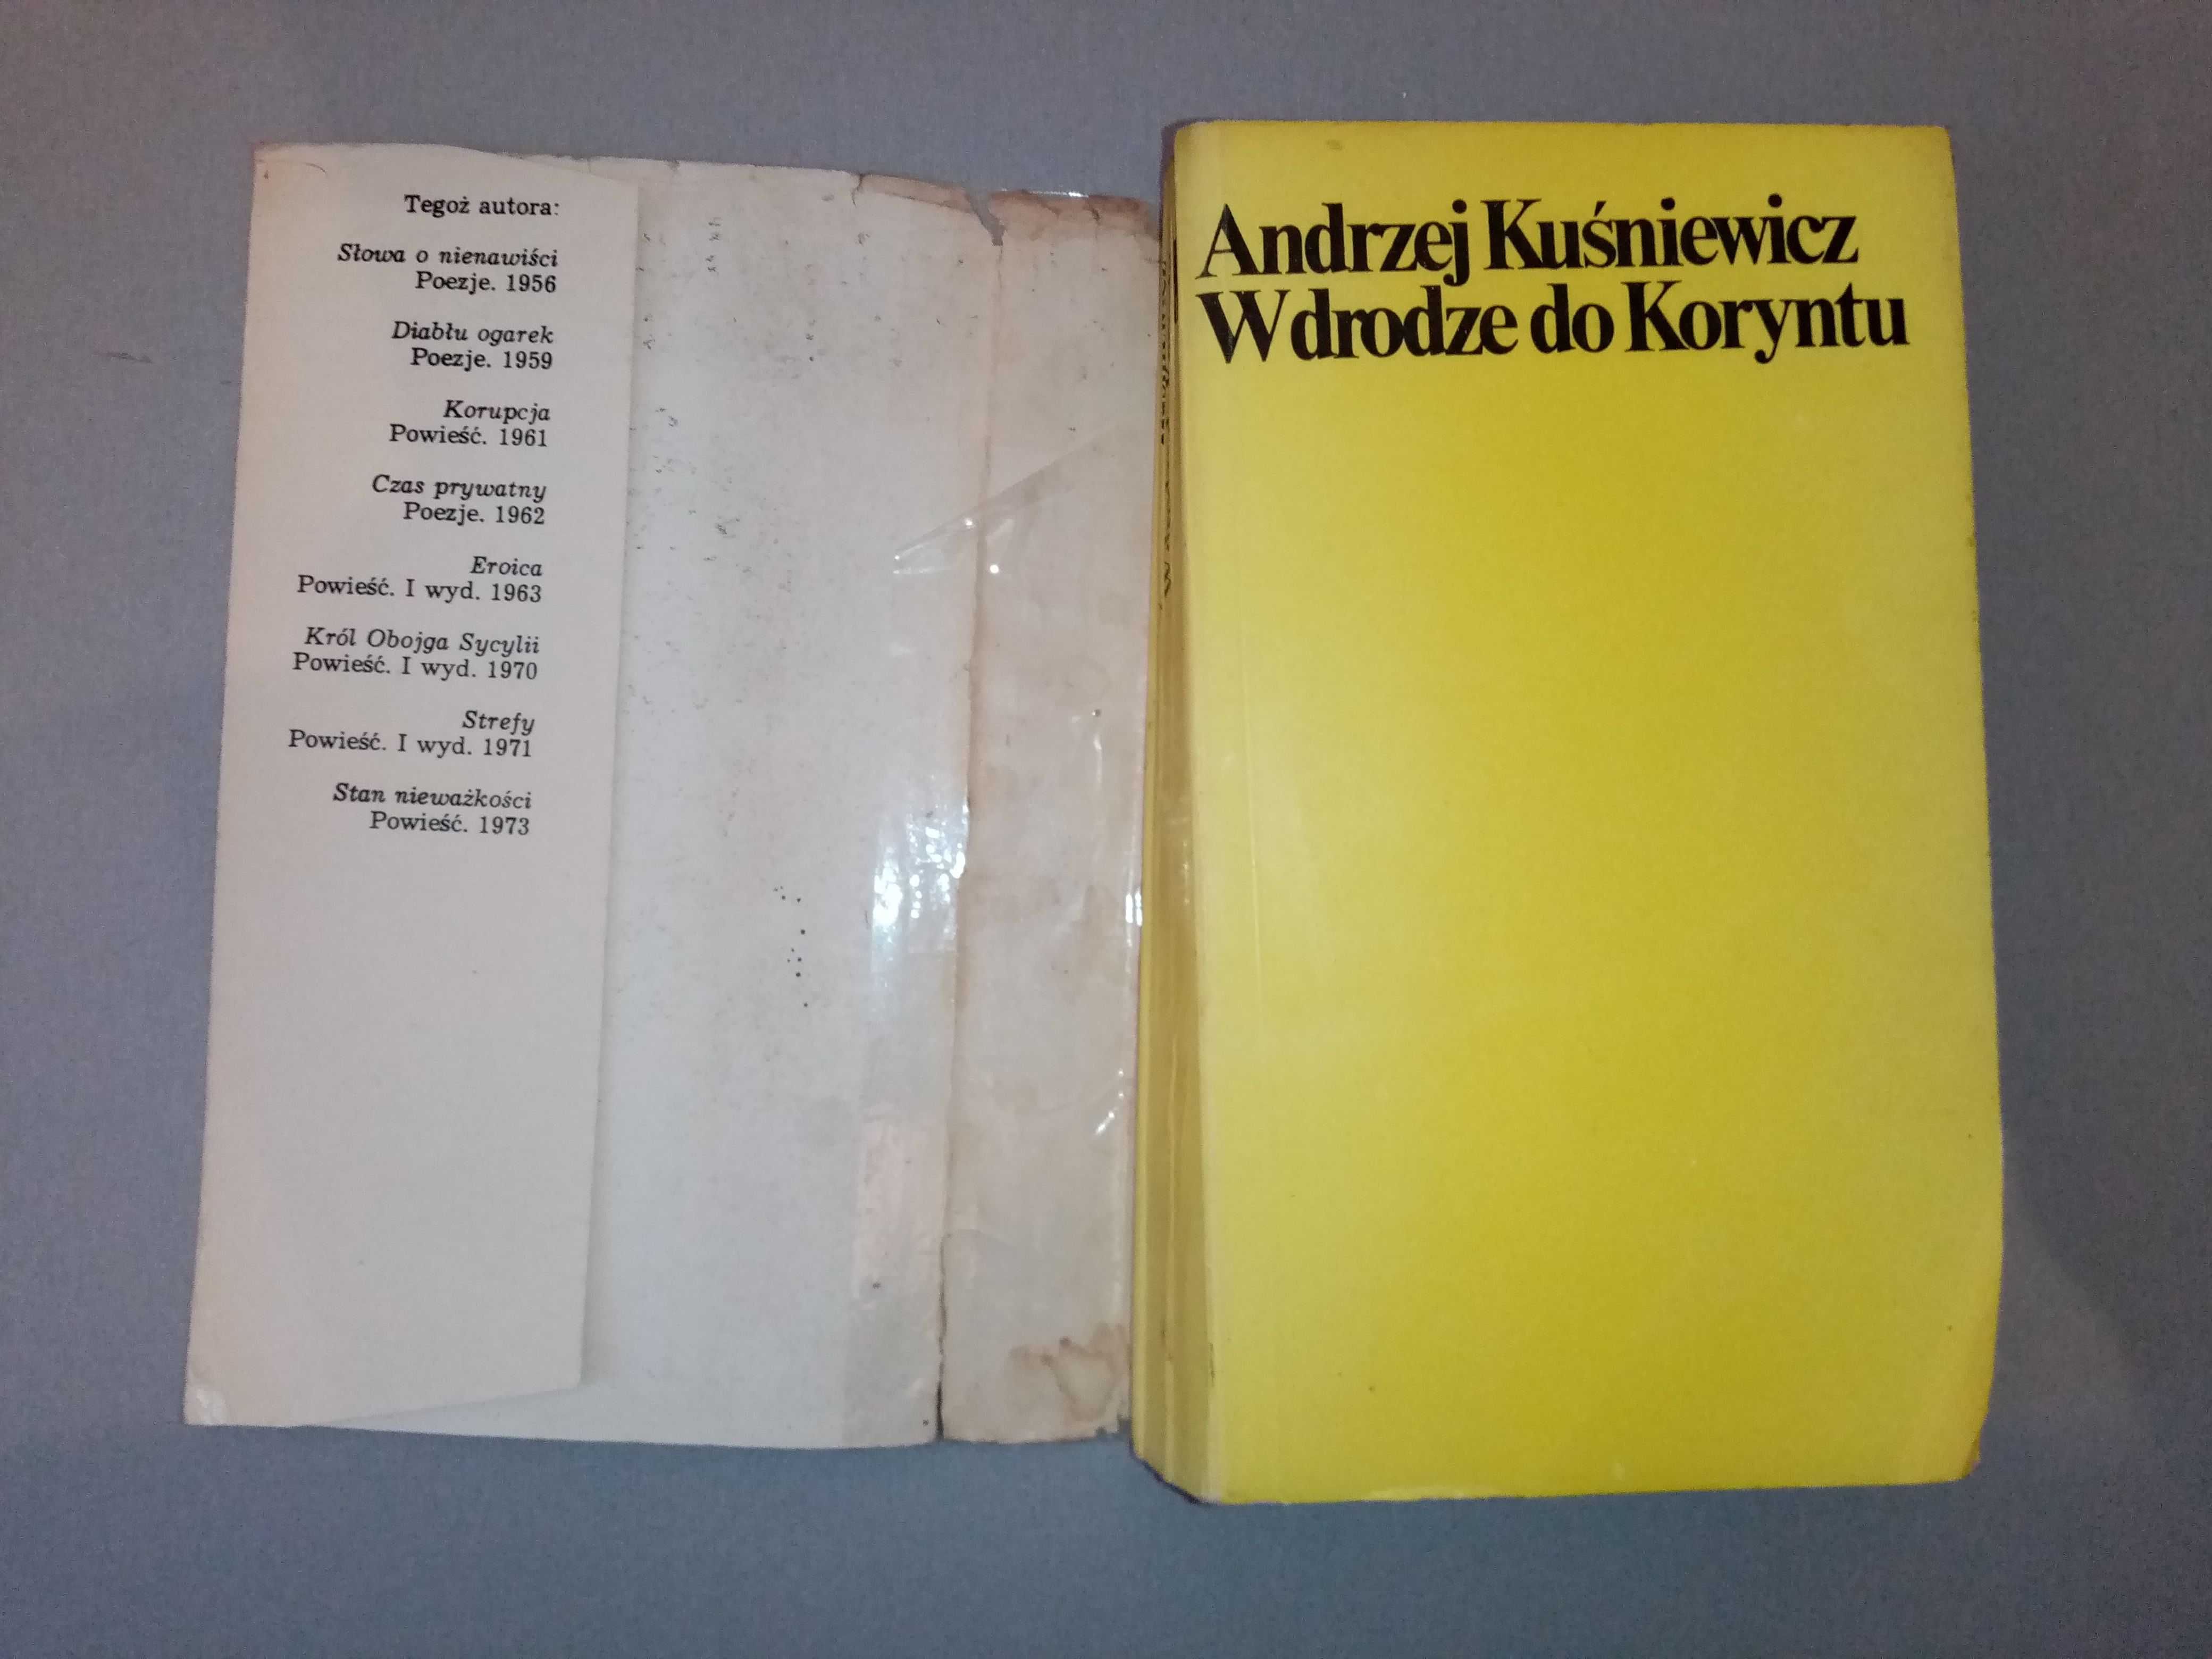 Tegoż autora:
Słowa o nienawiści
Poezje. 1956
Diabłu ogarek
Poezje. 1959
Korupcja
Powieść. 1961
Czas prywatny
Poezje. 1962
Eroica
Powieść. I wyd. 1963
Król Obojga Sycylii
Powieść. I wyd. 1970
Strefy
Powieść. I wyd. 1971
Stan nieważkości
Powieść. 1973
Andrzej Kuśniewicz
W drodze do Koryntu